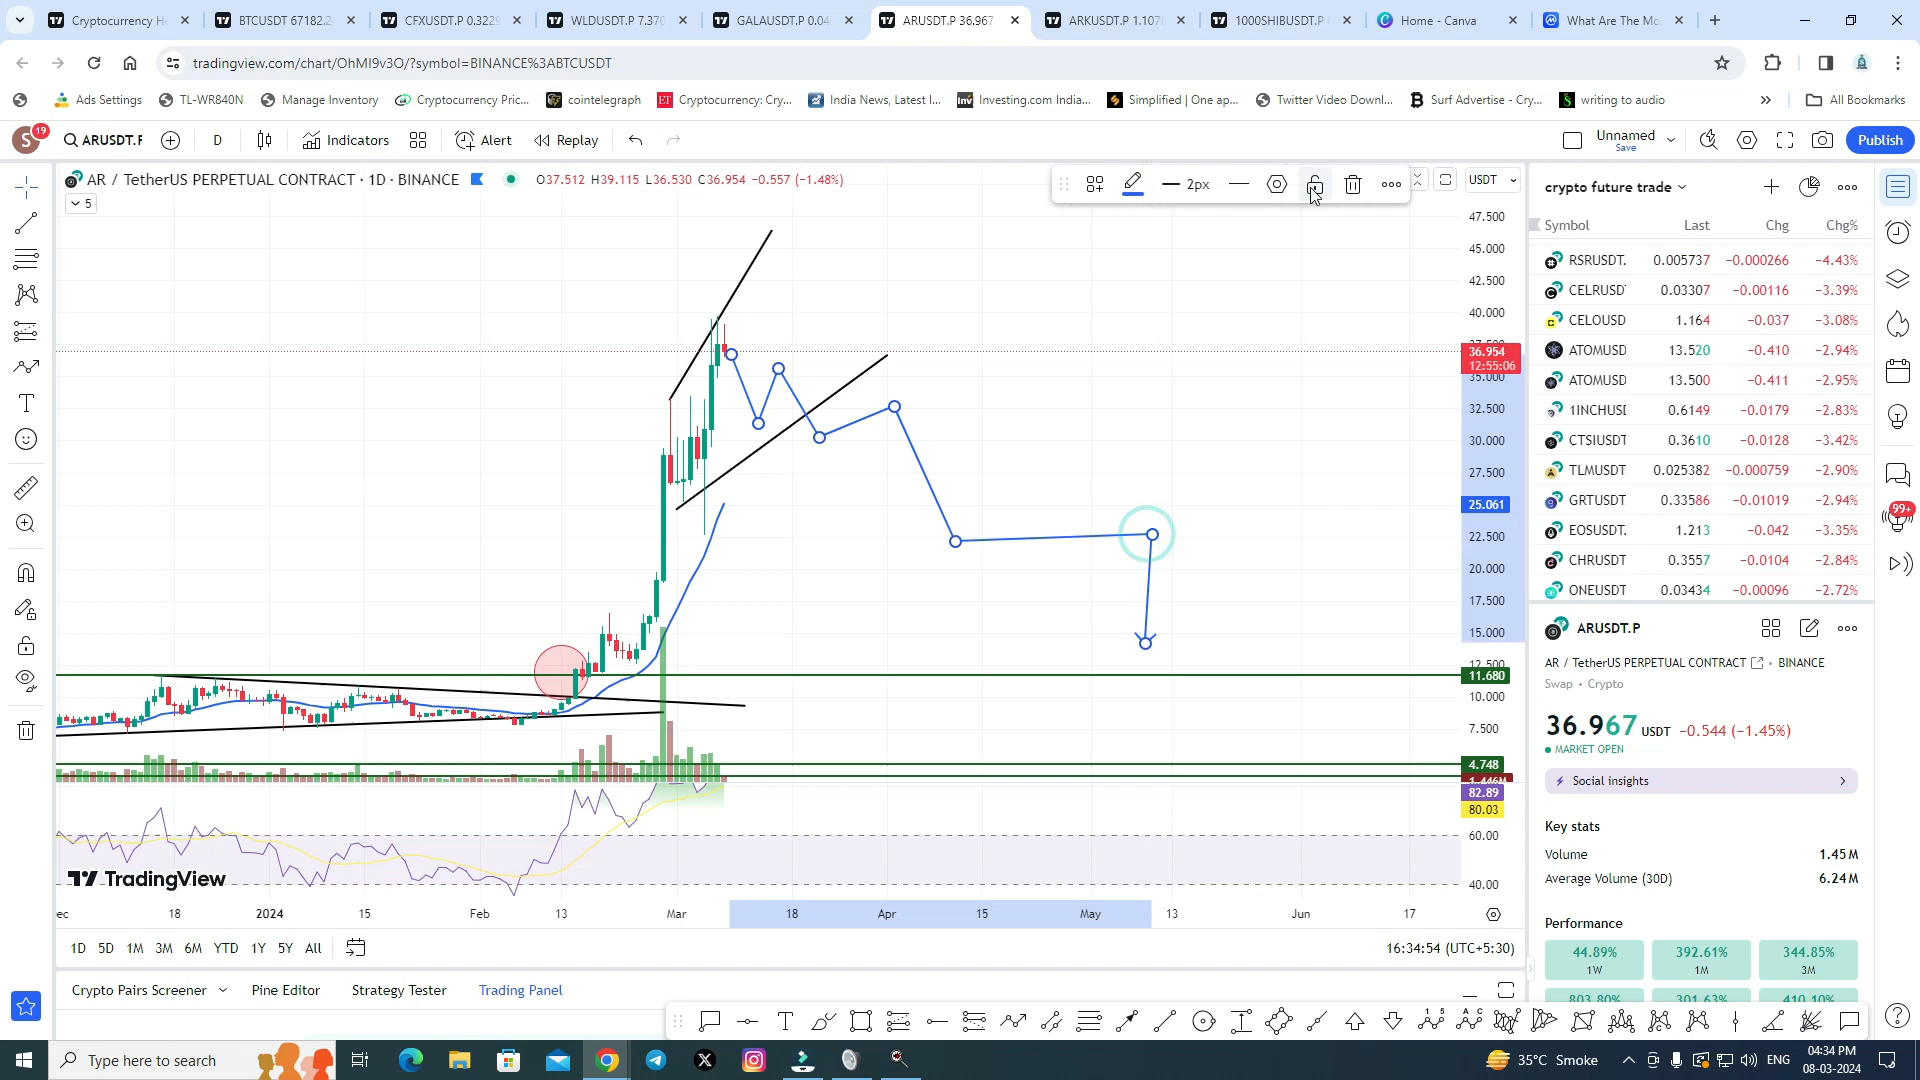 Cryptocurrency H
BTCUSDT 67182.2
CFXUSDT.P 0.3229
WLDUSDT.P 7.370
GALAUSDT.P 0.04
ARUSDT.P 36.967
ARKUSDT.P 1.107
1000SHIBUSDT.P
Home - Canva
What Are The Mo
tradingview.com/chart/OhMI9v3O/?symbol=BINANCE%3ABTCUSDT
Ads Settings
TL-WR840N
Manage Inventory
Cryptocurrency Pric...
cointelegraph
Cryptocurrency: Cry...
India News, Latest I...
Investing.com India...
Simplified | One ap...
Twitter Video Downl...
Surf Advertise - Cry...
writing to audio
All Bookmarks
S 19
ARUSDT.P
D
Indicators
Alert
Replay
Unnamed
Save
Publish
AR / TetherUS PERPETUAL CONTRACT · 1D · BINANCE
O37.512 H39.115 L36.530 C36.954 −0.557 (−1.48%)
5
2px
USDT
47.500
45.000
42.500
40.000
36.954
12:55:06
35.000
32.500
30.000
27.500
25.061
22.500
20.000
17.500
15.000
12.500
11.680
10.000
7.500
4.748
1.446M
82.89
80.03
60.00
40.00
TradingView
18
2024
15
Feb
13
Mar
18
Apr
15
May
13
Jun
17
1D 5D 1M 3M 6M YTD 1Y 5Y All
16:34:54 (UTC+5:30)
Crypto Pairs Screener
Pine Editor
Strategy Tester
Trading Panel
crypto future trade
Symbol Last Chg Chg%
RSRUSDT. 0.005737 −0.000266 −4.43%
CELRUSD 0.03307 −0.00116 −3.39%
CELOUSD 1.164 −0.037 −3.08%
ATOMUSD 13.520 −0.410 −2.94%
ATOMUSD 13.500 −0.411 −2.95%
1INCHUSI 0.6149 −0.0179 −2.83%
CTSIUSDT 0.3610 −0.0128 −3.42%
TLMUSDT 0.025382 −0.000759 −2.90%
GRTUSDT 0.33586 −0.01019 −2.94%
EOSUSDT. 1.213 −0.042 −3.35%
CHRUSDT 0.3557 −0.0104 −2.84%
ONEUSDT 0.03434 −0.00096 −2.72%
99+
ARUSDT.P
AR / TetherUS PERPETUAL CONTRACT • BINANCE
Swap • Crypto
36.967 USDT −0.544 (−1.45%)
MARKET OPEN
Social insights
Key stats
Volume 1.45M
Average Volume (30D) 6.24M
Performance
44.89% 392.61% 344.85%
1W 1M 3M
803.80% 301.63% 410.10%
Type here to search
35°C Smoke
ENG
04:34 PM
08-03-2024